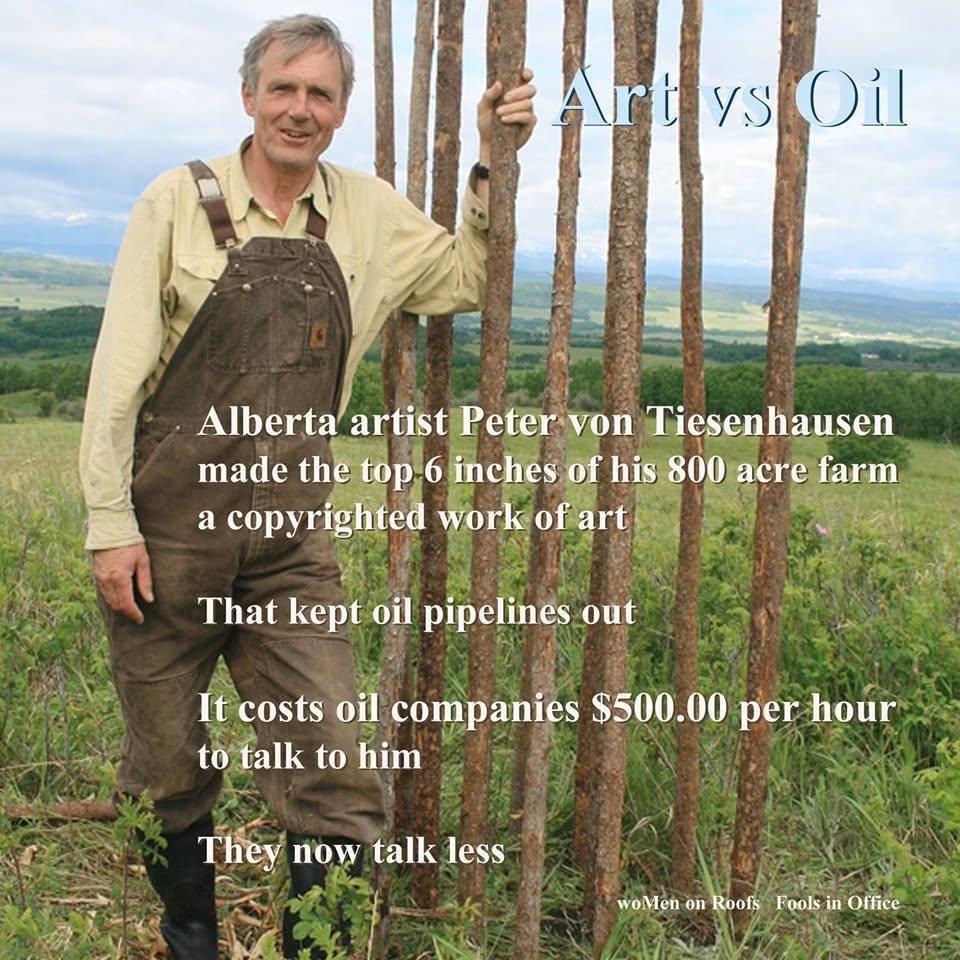 Art vs Oil
Alberta artist Peter von Tiesenhausen
made the top 6 inches of his 800 acre farm
a copyrighted work of art
That kept oil pipelines out
It costs oil companies $500.00 per hour
to talk to him
They now talk less
woMen on Roofs Fools in Office